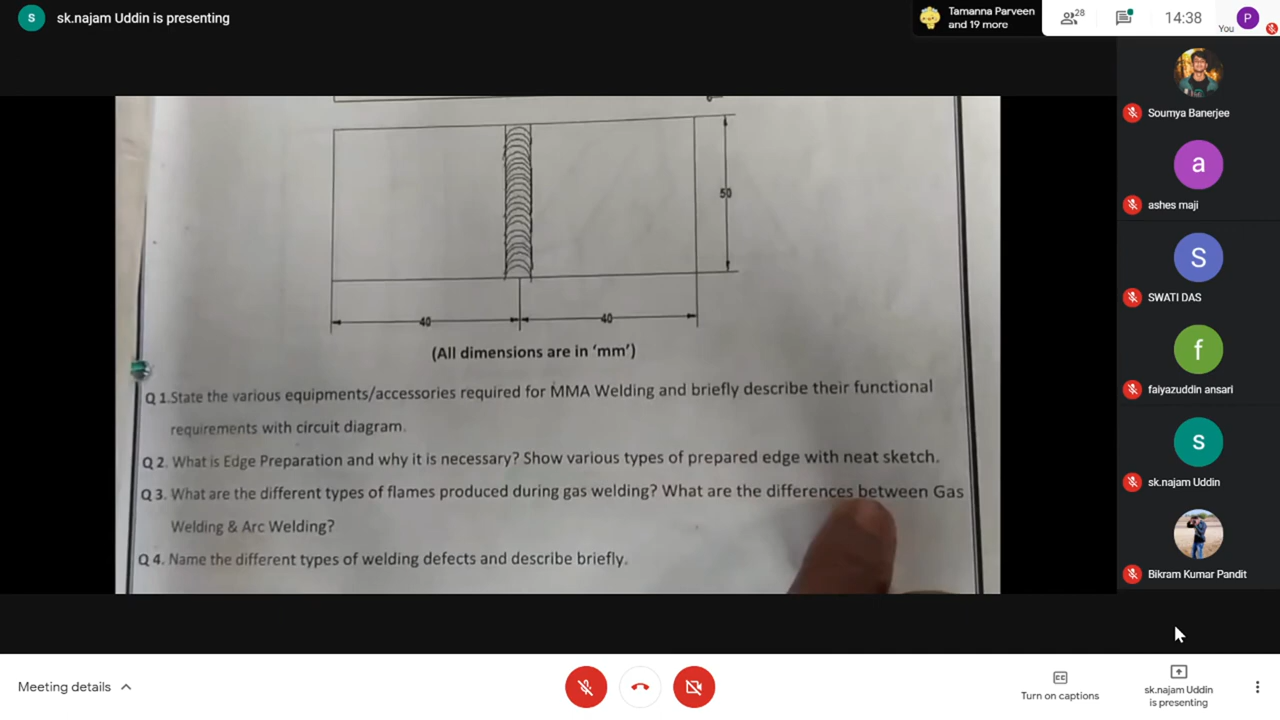 S
sk.najam Uddin is presenting
Tamanna Parveen
and 19 more
28
14:38
You
P
Soumya Banerjee
a
ashes maji
S
SWATI DAS
f
faiyazuddin ansari
s
sk.najam Uddin
Bikram Kumar Pandit
50
40
40
(All dimensions are in ‘mm’)
Q 1.State the various equipments/accessories required for MMA Welding and briefly describe their functional
requirements with circuit diagram.
Q 2. What is Edge Preparation and why it is necessary? Show various types of prepared edge with neat sketch.
Q 3. What are the different types of flames produced during gas welding? What are the differences between Gas
Welding & Arc Welding?
Q 4. Name the different types of welding defects and describe briefly.
Meeting details
CC
Turn on captions
sk.najam Uddin
is presenting